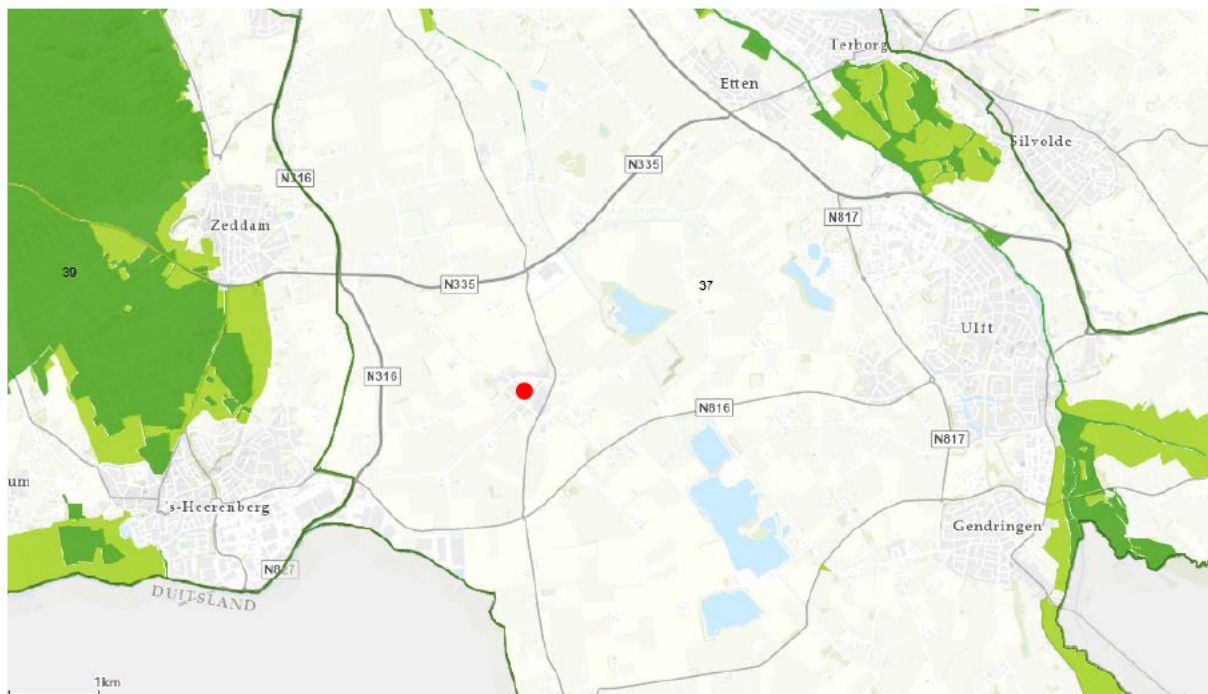 Terborg
Etten
Silvolde
N316
N335
N817
Zeddam
39
N335
37
Ulft
N316
N816
N817
um
's-Heerenberg
Gendringen
N827
DUITSLAND
1km